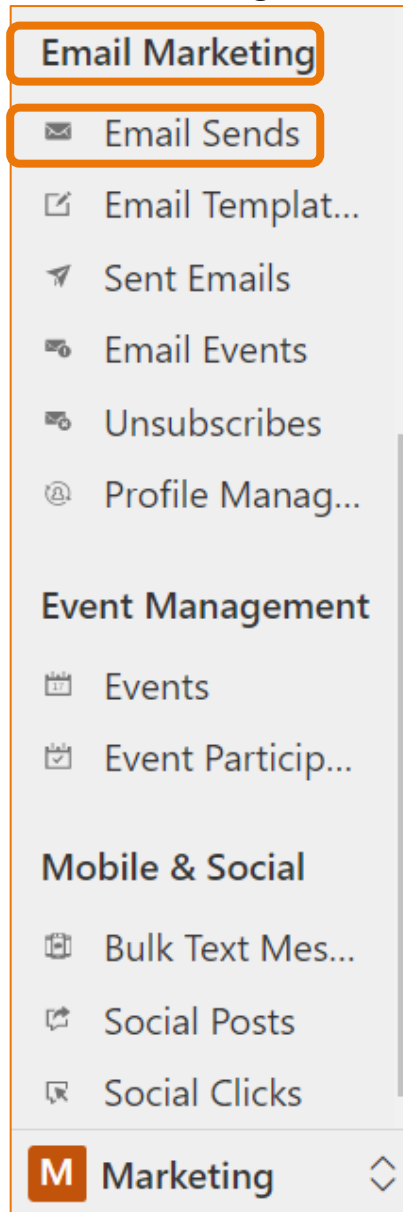 Email Marketing
Email Sends
Email Templat...
Sent Emails
Email Events
Unsubscribes
Profile Manag...
Event Management
17
Events
Event Particip...
Mobile & Social
Bulk Text Mes...
Social Posts
Social Clicks
M Marketing